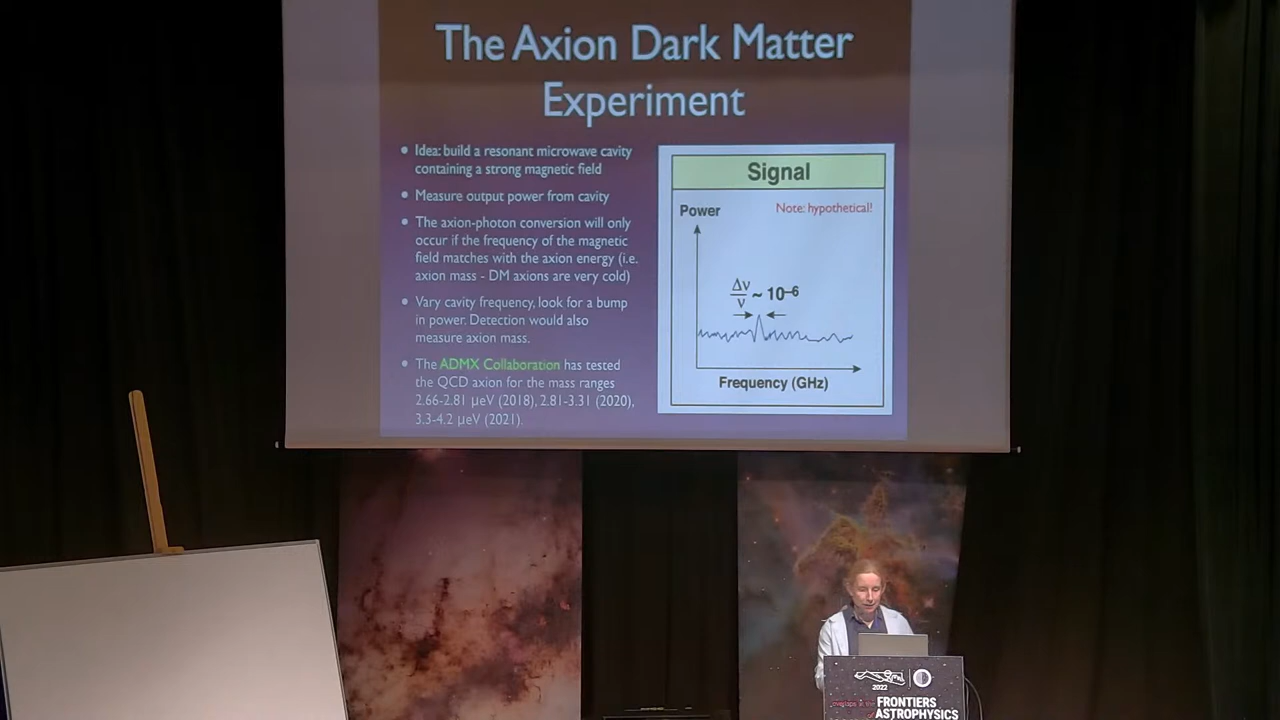 The Axion Dark Matter
Experiment
• Idea: build a resonant microwave cavity
containing a strong magnetic field
• Measure output power from cavity
• The axion-photon conversion will only
occur if the frequency of the magnetic
field matches with the axion energy (i.e.
axion mass - DM axions are very cold)
• Vary cavity frequency, look for a bump
in power. Detection would also
measure axion mass.
• The ADMX Collaboration has tested
the QCD axion for the mass ranges
2.66-2.81 μeV (2018), 2.81-3.31 (2020),
3.3-4.2 μeV (2021).
Signal
Power
Note: hypothetical!
Δν
ν
~ 10⁻⁶
Frequency (GHz)
2022
FRONTIERS
of ASTROPHYSICS